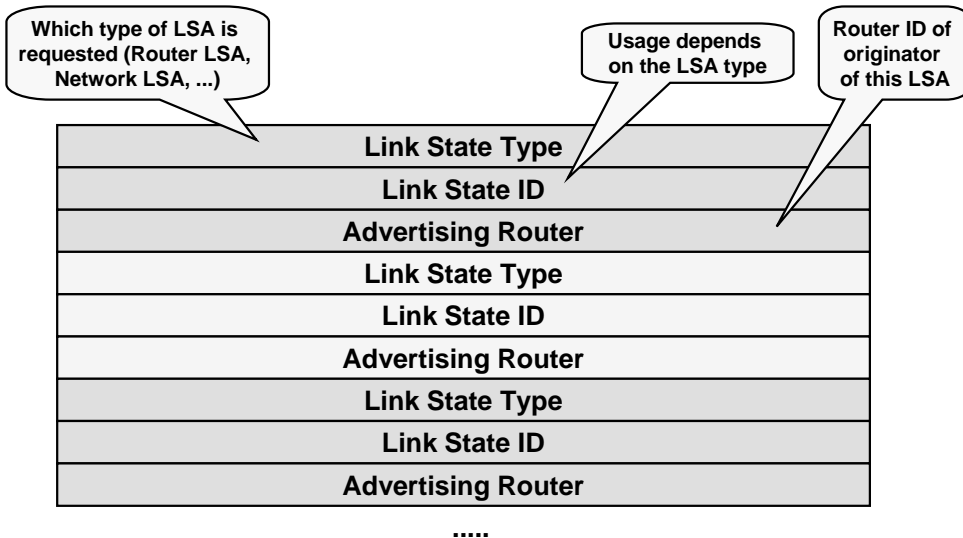 Which type of LSA is
requested (Router LSA,
Network LSA, ...)
Usage depends
on the LSA type
Router ID of
originator
of this LSA
Link State Type
Link State ID
Advertising Router
Link State Type
Link State ID
Advertising Router
Link State Type
Link State ID
Advertising Router
.....